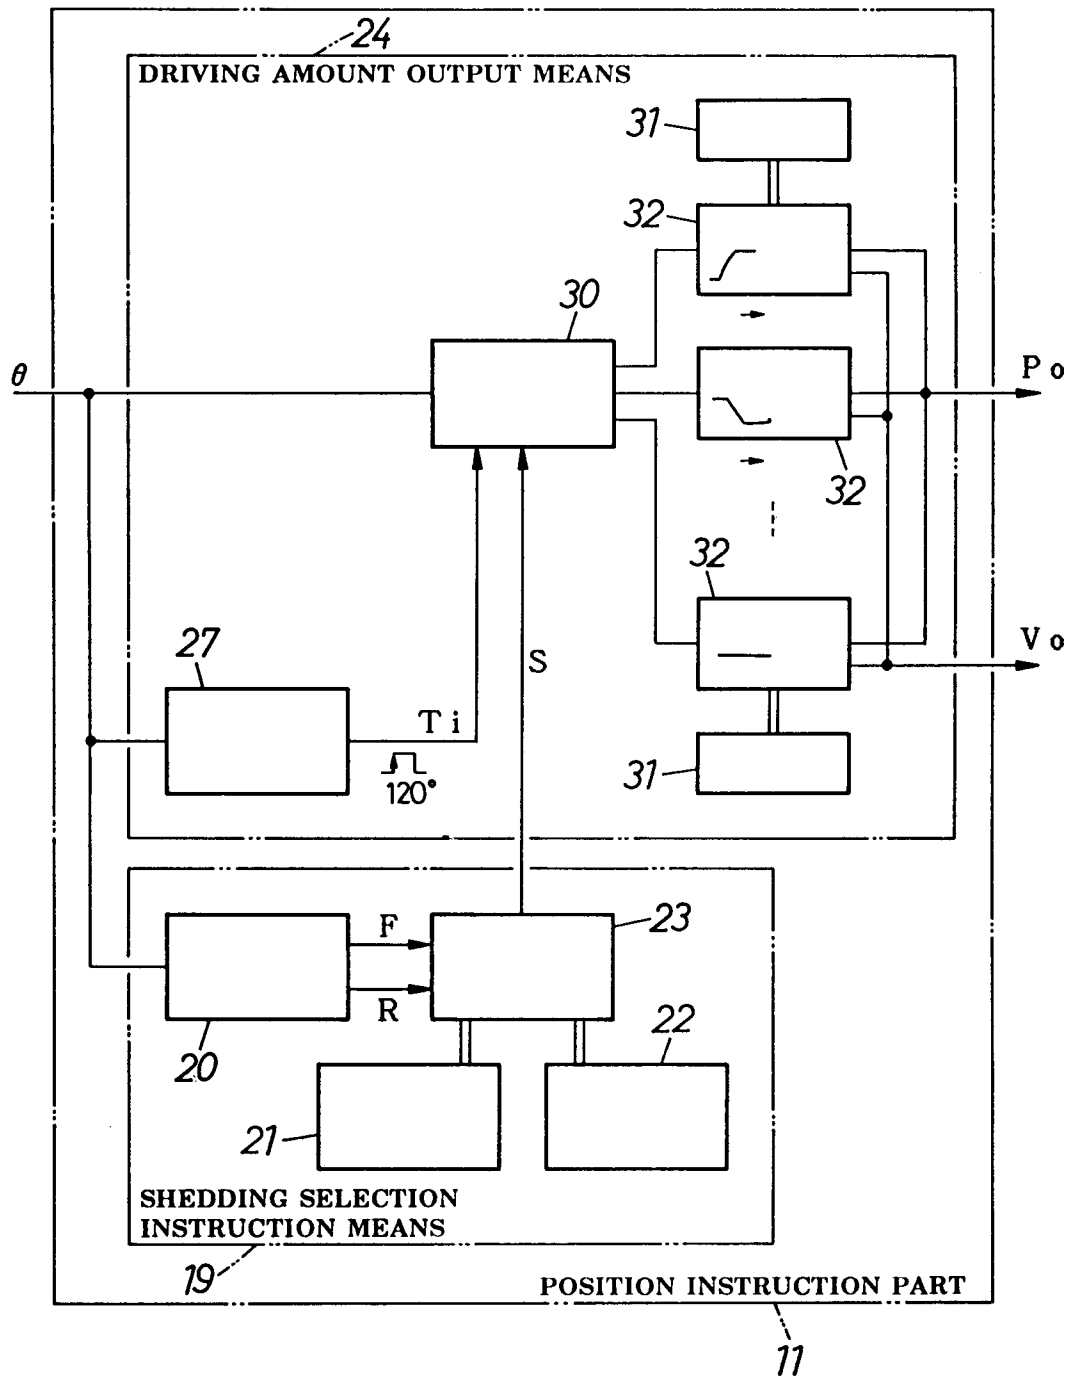 24
DRIVING AMOUNT OUTPUT MEANS
31
32
30
θ
Po
32
32
27
S
Vo
Ti
31
120°
F
23
R
22
20
21
SHEDDING SELECTION
INSTRUCTION MEANS
19
POSITION INSTRUCTION PART
11